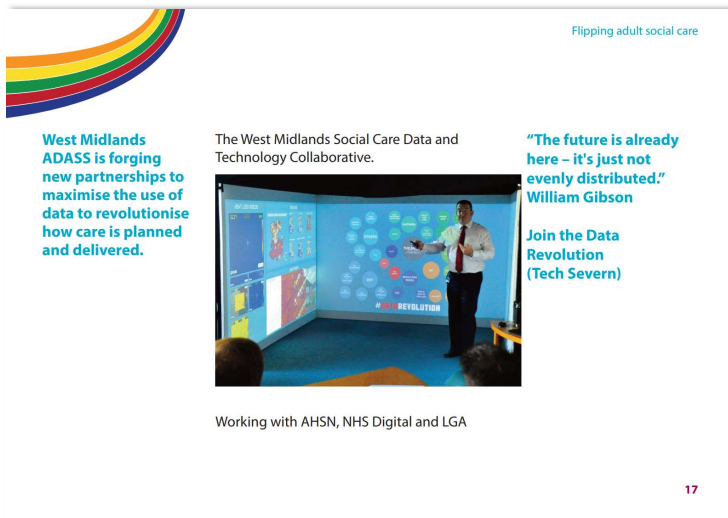 Flipping adult social care
West Midlands
ADASS is forging
new partnerships to
maximise the use of
data to revolutionise
how care is planned
and delivered.
The West Midlands Social Care Data and
Technology Collaborative.
REVOLUTION
Working with AHSN, NHS Digital and LGA
“The future is already
here – it's just not
evenly distributed.”
William Gibson
Join the Data
Revolution
(Tech Severn)
17